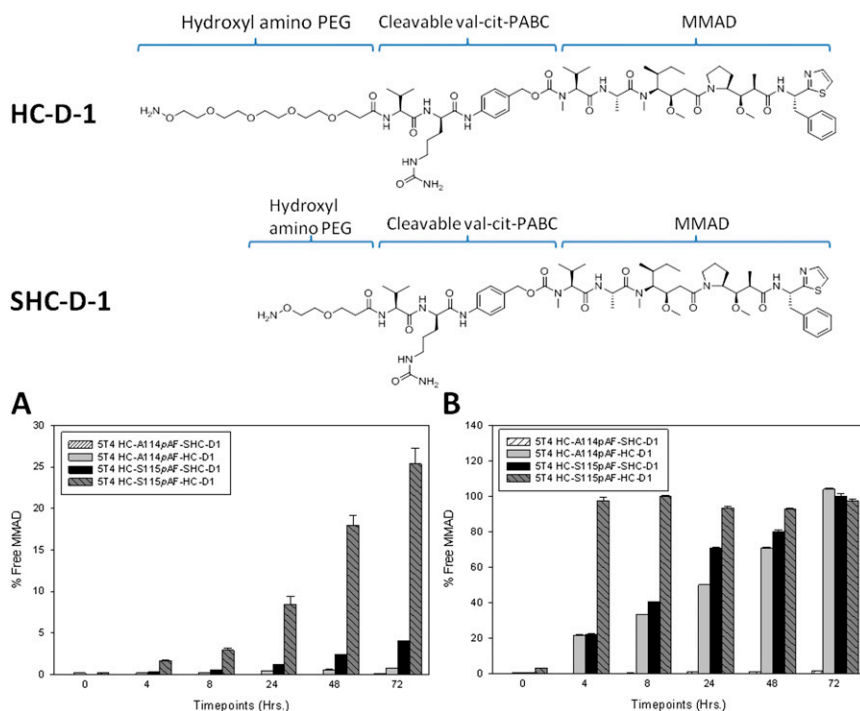 Hydroxyl amino PEG Cleavable val-cit-PABC MMAD
HC-D-1
H₂N O O O O O O N H O H N O N H O O N O H N O N O O N O O O H N N S
HN
O NH₂
Hydroxyl
amino PEG Cleavable val-cit-PABC MMAD
SHC-D-1
H₂N O O O N H O H N O N H O O N O H N O N O O N O O O H N N S
HN
O NH₂
A
30
25
20
15
10
5
0
% Free MMAD
5T4 HC-A114pAF-SHC-D1
5T4 HC-A114pAF-HC-D1
5T4 HC-S115pAF-SHC-D1
5T4 HC-S115pAF-HC-D1
0 4 8 24 48 72
Timepoints (Hrs.)
B
140
120
100
80
60
40
20
0
% Free MMAD
5T4 HC-A114pAF-SHC-D1
5T4 HC-A114pAF-HC-D1
5T4 HC-S115pAF-SHC-D1
5T4 HC-S115pAF-HC-D1
0 4 8 24 48 72
Timepoints (Hrs.)